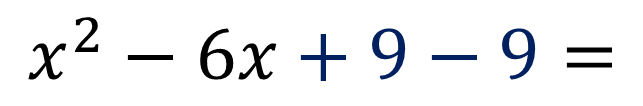 x² − 6x + 9 − 9 =